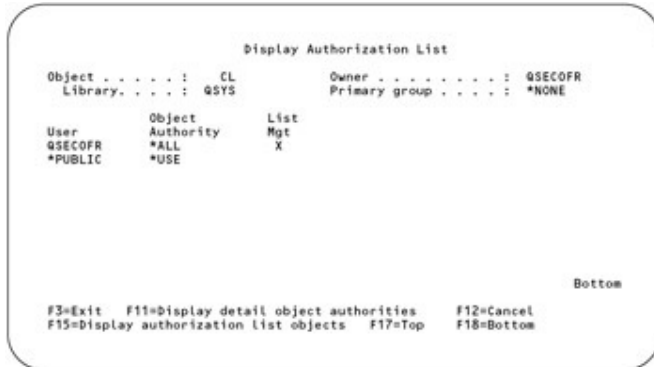 Display Authorization List
Object . . . . . : CL Owner . . . . . . . . : QSECOFR
Library. . . . : QSYS Primary group . . . . : *NONE
Object List
User Authority Mgt
QSECOFR *ALL X
*PUBLIC *USE
Bottom
F3=Exit F11=Display detail object authorities F12=Cancel
F15=Display authorization list objects F17=Top F18=Bottom